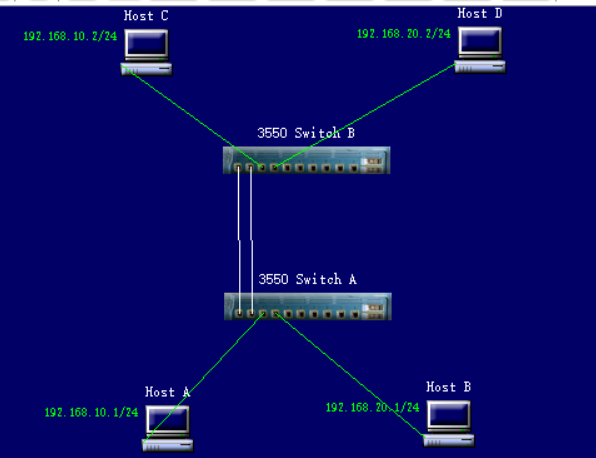 Host C
Host D
192.168.10.2/24
192.168.20.2/24
3550 Switch B
3550 Switch A
Host A
Host B
192.168.10.1/24
192.168.20.1/24